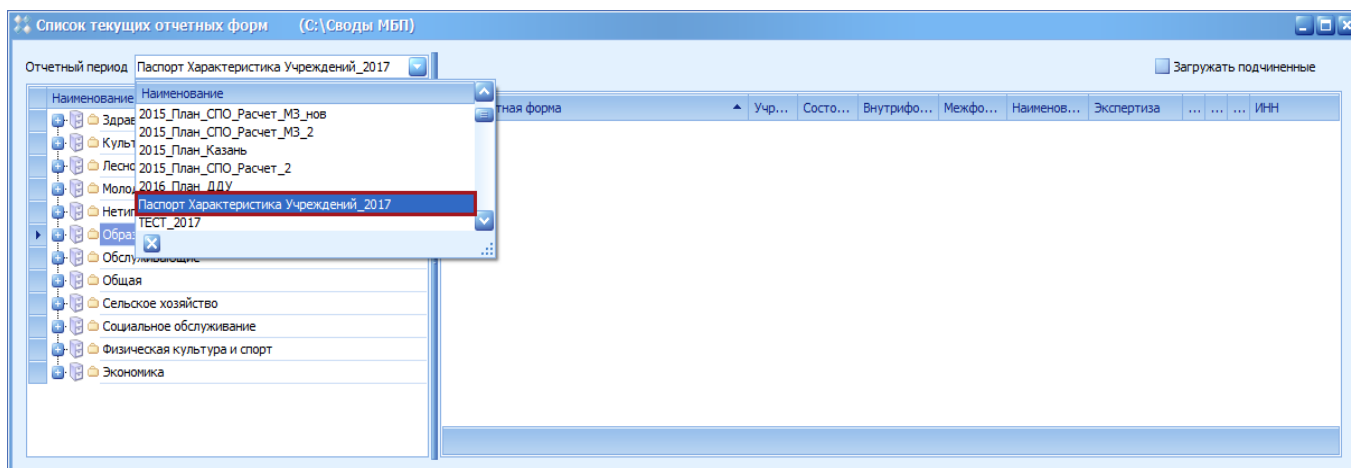 Список текущих отчетных форм (С:\Своды МБП)
Отчетный период Паспорт Характеристика Учреждений_2017 Загружать подчиненные
Наименование
Наименование
тная форма Учр... Состо... Внутрифо... Межфо... Наименов... Экспертиза ... ... ... ИНН
2015_План_СПО_Расчет_МЗ_нов
2015_План_СПО_Расчет_МЗ_2
2015_План_Казань
2015_План_СПО_Расчет_2
2016_План_ДДУ
Паспорт Характеристика Учреждений_2017
ТЕСТ_2017
Обслуживающие
Общая
Сельское хозяйство
Социальное обслуживание
Физическая культура и спорт
Экономика